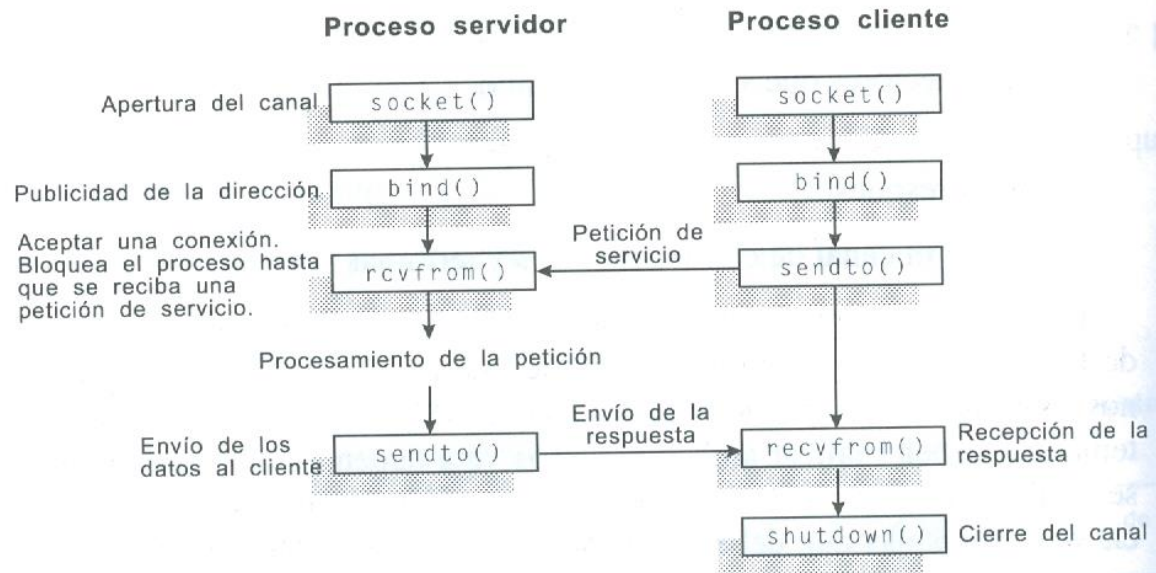 Proceso servidor
Proceso cliente
Apertura del canal
socket()
socket()
Publicidad de la dirección
bind()
bind()
Aceptar una conexión.
Bloquea el proceso hasta
que se reciba una
petición de servicio.
rcvfrom()
Petición de
servicio
sendto()
Procesamiento de la petición
Envío de los
datos al cliente
sendto()
Envío de la
respuesta
recvfrom()
Recepción de la
respuesta
shutdown()
Cierre del canal